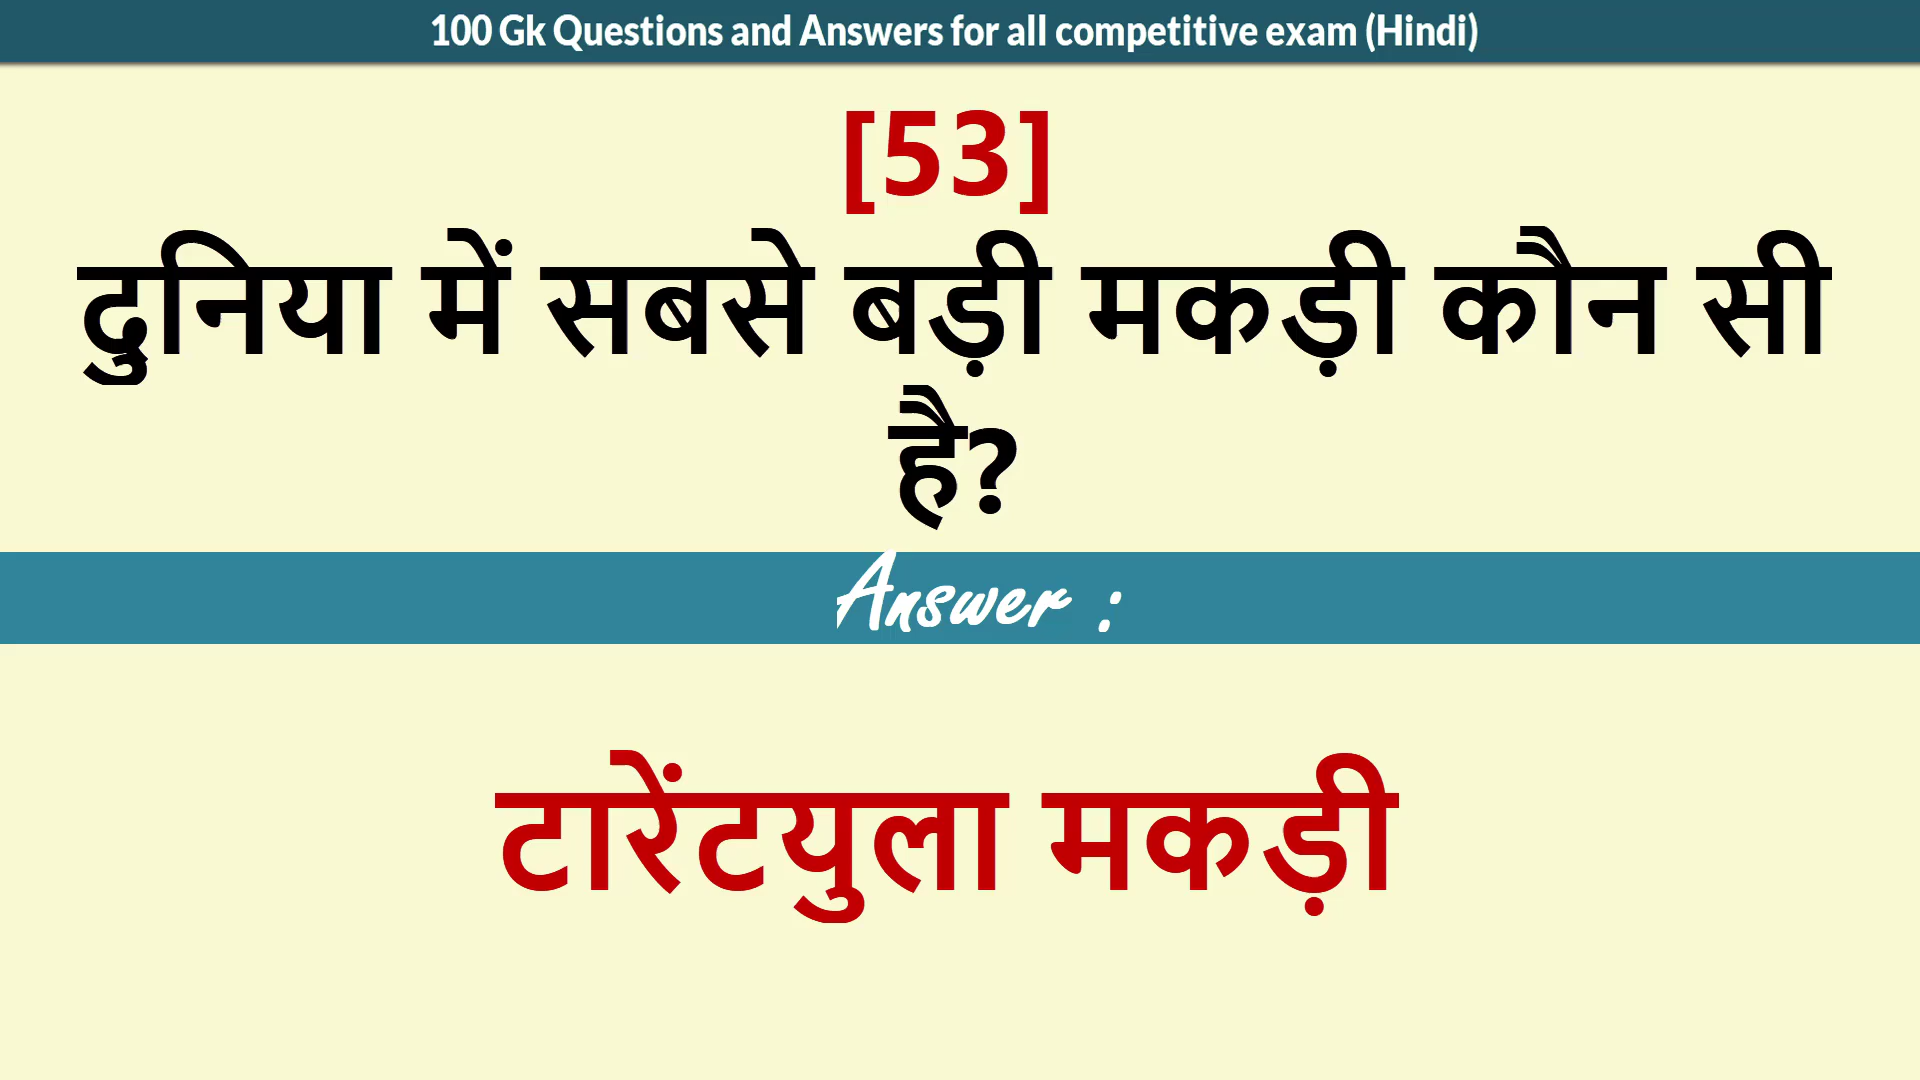 100 Gk Questions and Answers for all competitive exam (Hindi)
[53]
दुनिया में सबसे बड़ी मकड़ी कौन सी
है?
Answer :
टारेंटयुला मकड़ी